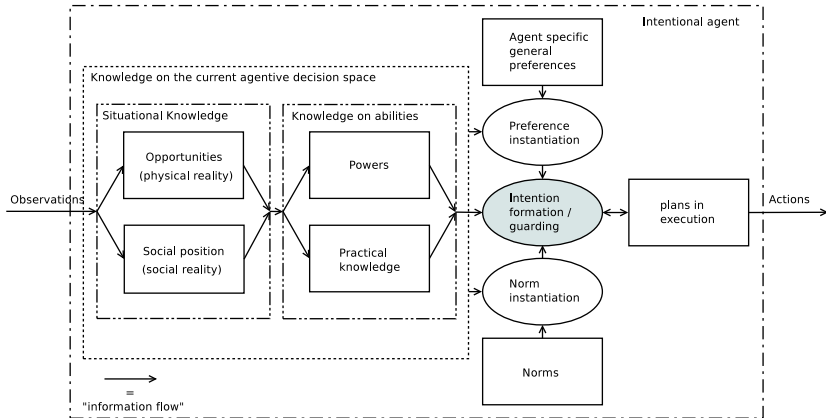 Intentional agent
Agent specific
general
preferences
Knowledge on the current agentive decision space
Situational Knowledge
Knowledge on abilities
Preference
instantiation
Opportunities
(physical reality)
Powers
Observations
Intention
formation /
guarding
plans in
execution
Actions
Social position
(social reality)
Practical
knowledge
Norm
instantiation
Norms
=
"information flow"